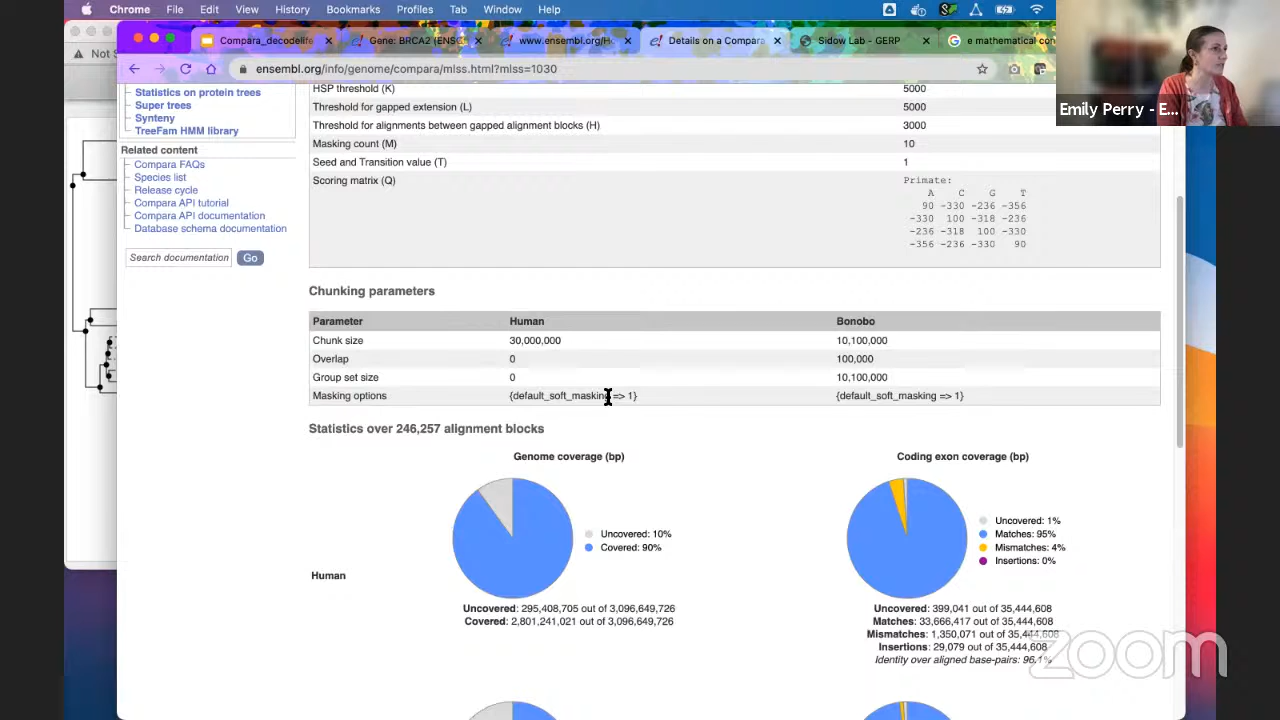 Chrome File Edit View History Bookmarks Profiles Tab Window Help
Compara_decodelife Gene: BRCA2 (ENSG www.ensembl.org/Ho Details on a Compara Sidow Lab - GERP e mathematical con
Not S
ensembl.org/info/genome/compara/mlss.html?mlss=1030
Emily Perry - E...
Statistics on protein trees
Super trees
Synteny
TreeFam HMM library
Related content
Compara FAQs
Species list
Release cycle
Compara API tutorial
Compara API documentation
Database schema documentation
Search documentation Go
HSP threshold (K) 5000
Threshold for gapped extension (L) 5000
Threshold for alignments between gapped alignment blocks (H) 3000
Masking count (M) 10
Seed and Transition value (T) 1
Scoring matrix (Q) Primate:
A C G T
90 -330 -236 -356
-330 100 -318 -236
-236 -318 100 -330
-356 -236 -330 90
Chunking parameters
Parameter Human Bonobo
Chunk size 30,000,000 10,100,000
Overlap 0 100,000
Group set size 0 10,100,000
Masking options {default_soft_masking => 1} {default_soft_masking => 1}
Statistics over 246,257 alignment blocks
Genome coverage (bp) Coding exon coverage (bp)
Uncovered: 10%
Covered: 90%
Uncovered: 1%
Matches: 95%
Mismatches: 4%
Insertions: 0%
Human
Uncovered: 295,408,705 out of 3,096,649,726
Covered: 2,801,241,021 out of 3,096,649,726
Uncovered: 399,041 out of 35,444,608
Matches: 33,666,417 out of 35,444,608
Mismatches: 1,350,071 out of 35,444,608
Insertions: 29,079 out of 35,444,608
Identity over aligned base-pairs: 96.1%
zoom